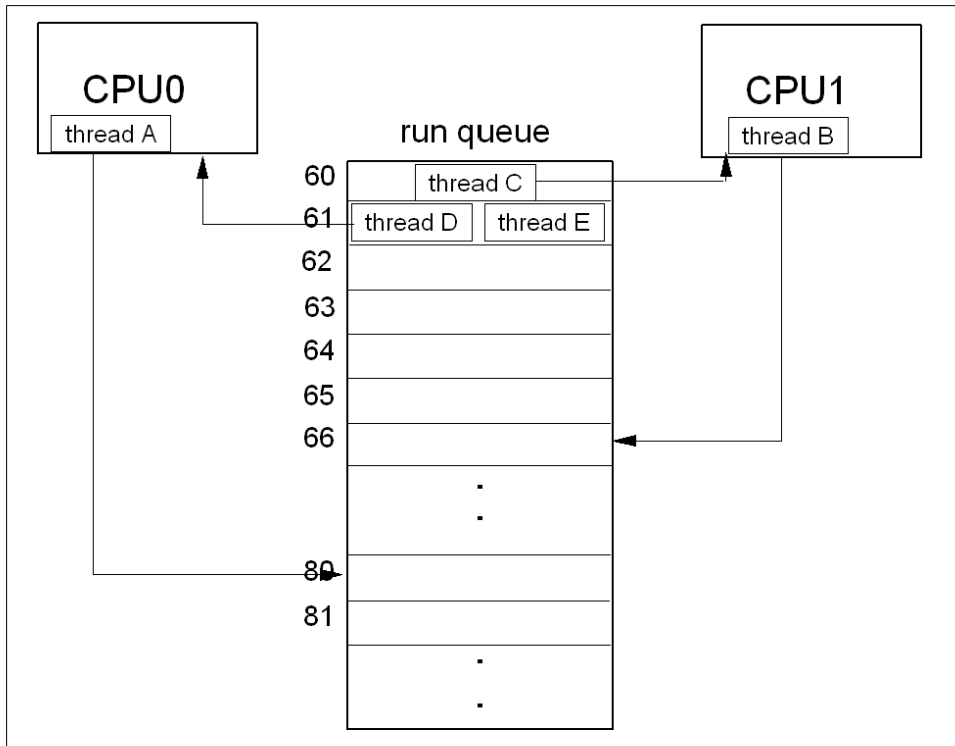 CPU0
thread A
CPU1
thread B
run queue
60
thread C
61
thread D
thread E
62
63
64
65
66
80
81